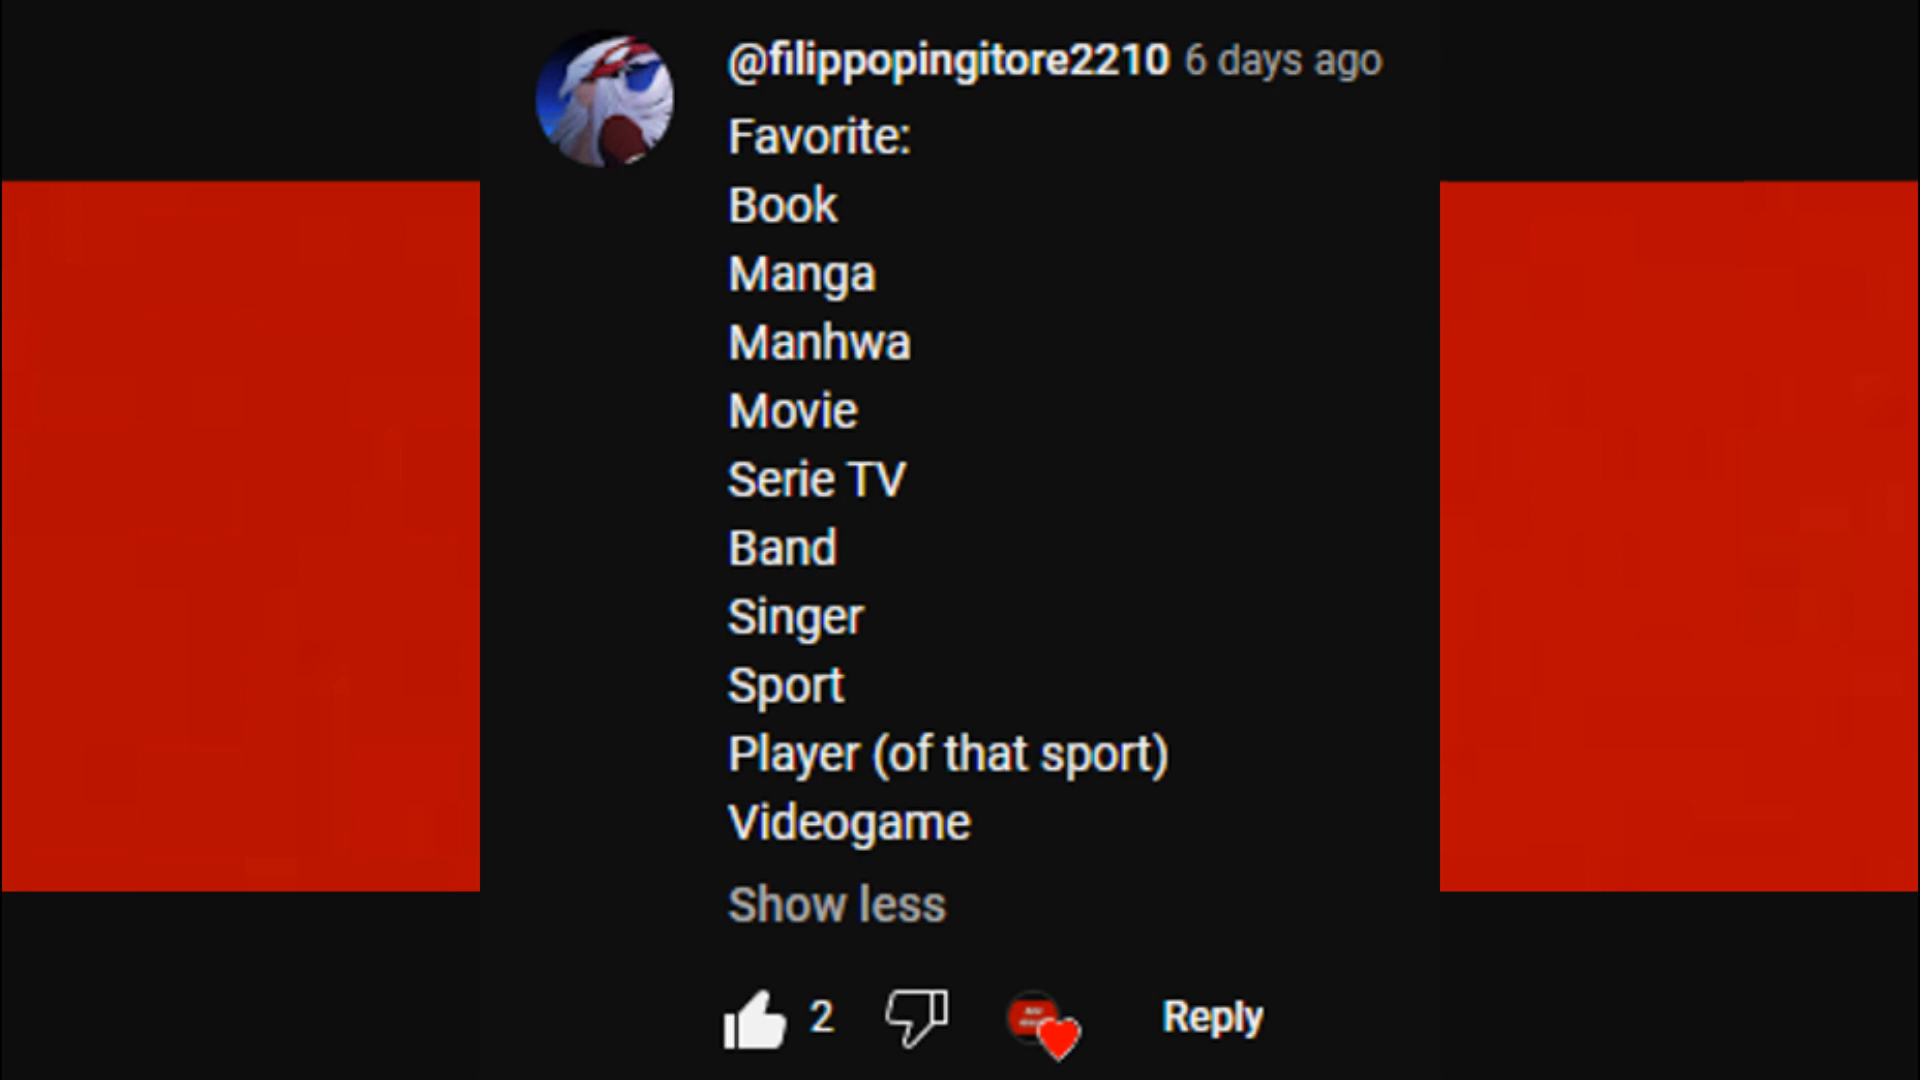 @filippopingitore2210 6 days ago
Favorite:
Book
Manga
Manhwa
Movie
Serie TV
Band
Singer
Sport
Player (of that sport)
Videogame
Show less
2 Reply